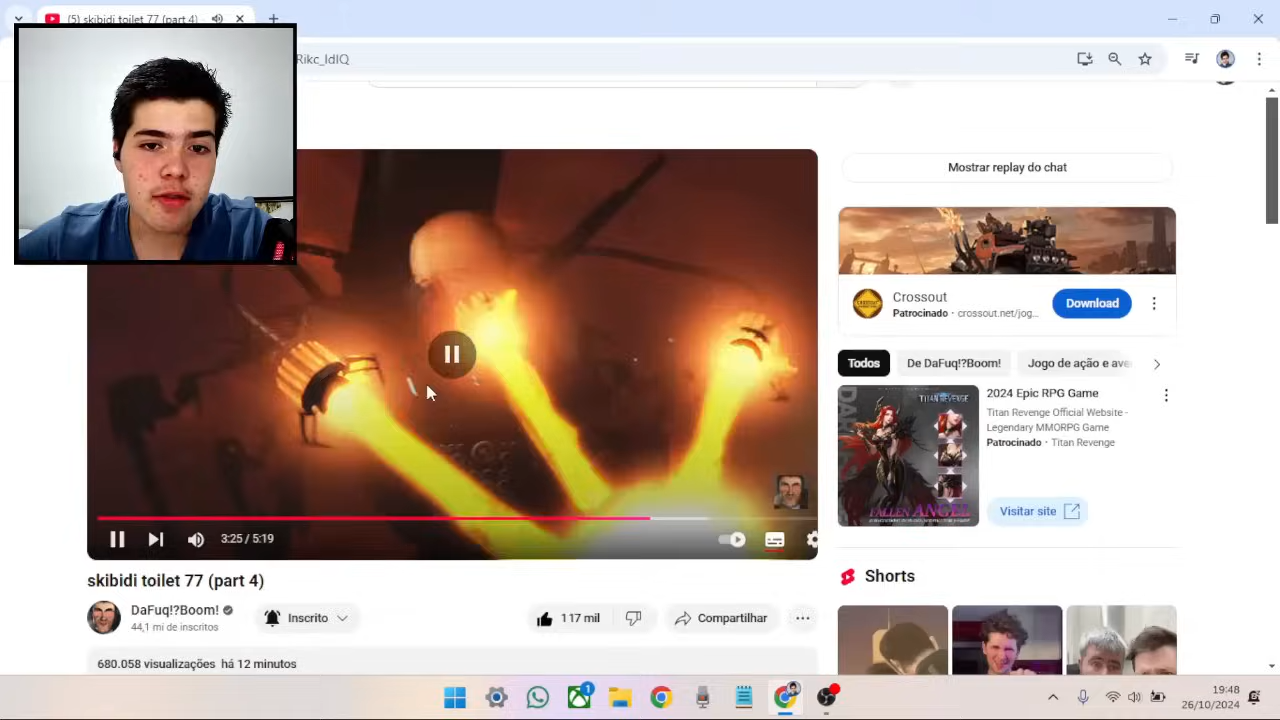 (5) skibidi toilet 77 (part 4)
Rikc_IdIQ
Mostrar replay do chat
Crossout
Patrocinado · crossout.net/jog...
Download
Todos
De DaFuq!?Boom!
Jogo de ação e ave
2024 Epic RPG Game
Titan Revenge Official Website -
Legendary MMORPG Game
Patrocinado · Titan Revenge
TITAN REVENGE
FALLEN ANGEL
Visitar site
3:25 / 5:19
skibidi toilet 77 (part 4)
DaFuq!?Boom!
44,1 mi de inscritos
Inscrito
117 mil
Compartilhar
680.058 visualizações há 12 minutos
Shorts
1
19:48
26/10/2024